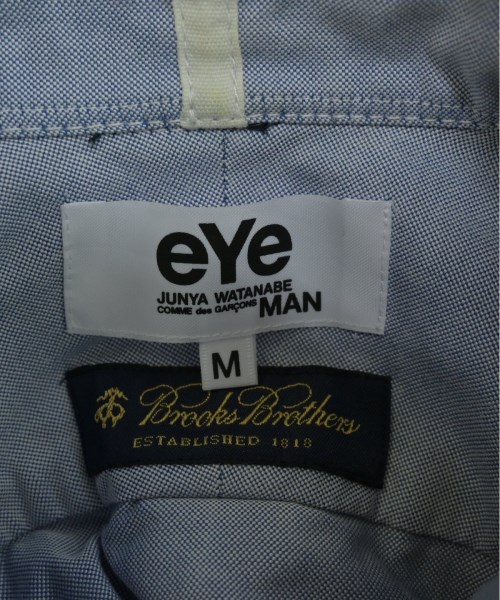 eYe
JUNYA WATANABE
COMME des GARÇONS MAN
M
Brooks Brothers
ESTABLISHED 1818